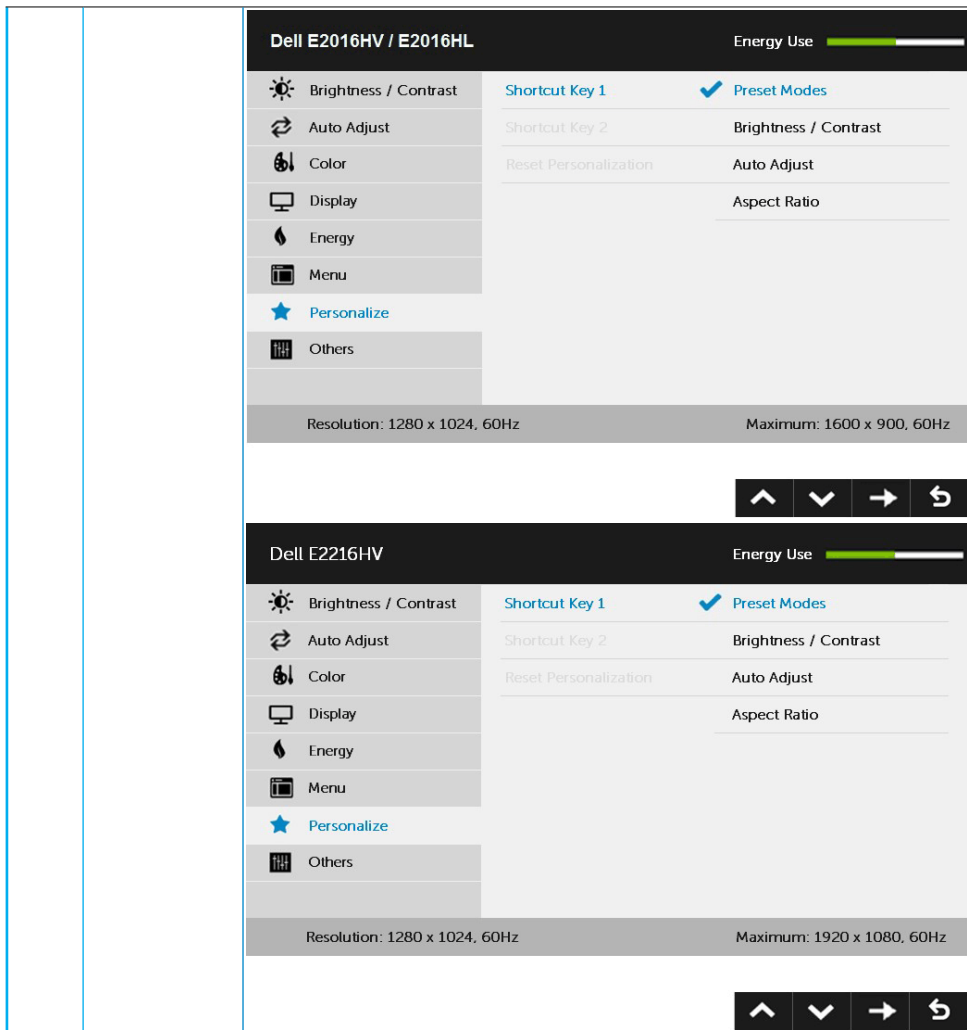 Dell E2016HV / E2016HL Energy Use
Brightness / Contrast Shortcut Key 1 Preset Modes
Auto Adjust Shortcut Key 2 Brightness / Contrast
Color Reset Personalization Auto Adjust
Display Aspect Ratio
Energy
Menu
Personalize
Others
Resolution: 1280 x 1024, 60Hz Maximum: 1600 x 900, 60Hz
Dell E2216HV Energy Use
Brightness / Contrast Shortcut Key 1 Preset Modes
Auto Adjust Shortcut Key 2 Brightness / Contrast
Color Reset Personalization Auto Adjust
Display Aspect Ratio
Energy
Menu
Personalize
Others
Resolution: 1280 x 1024, 60Hz Maximum: 1920 x 1080, 60Hz